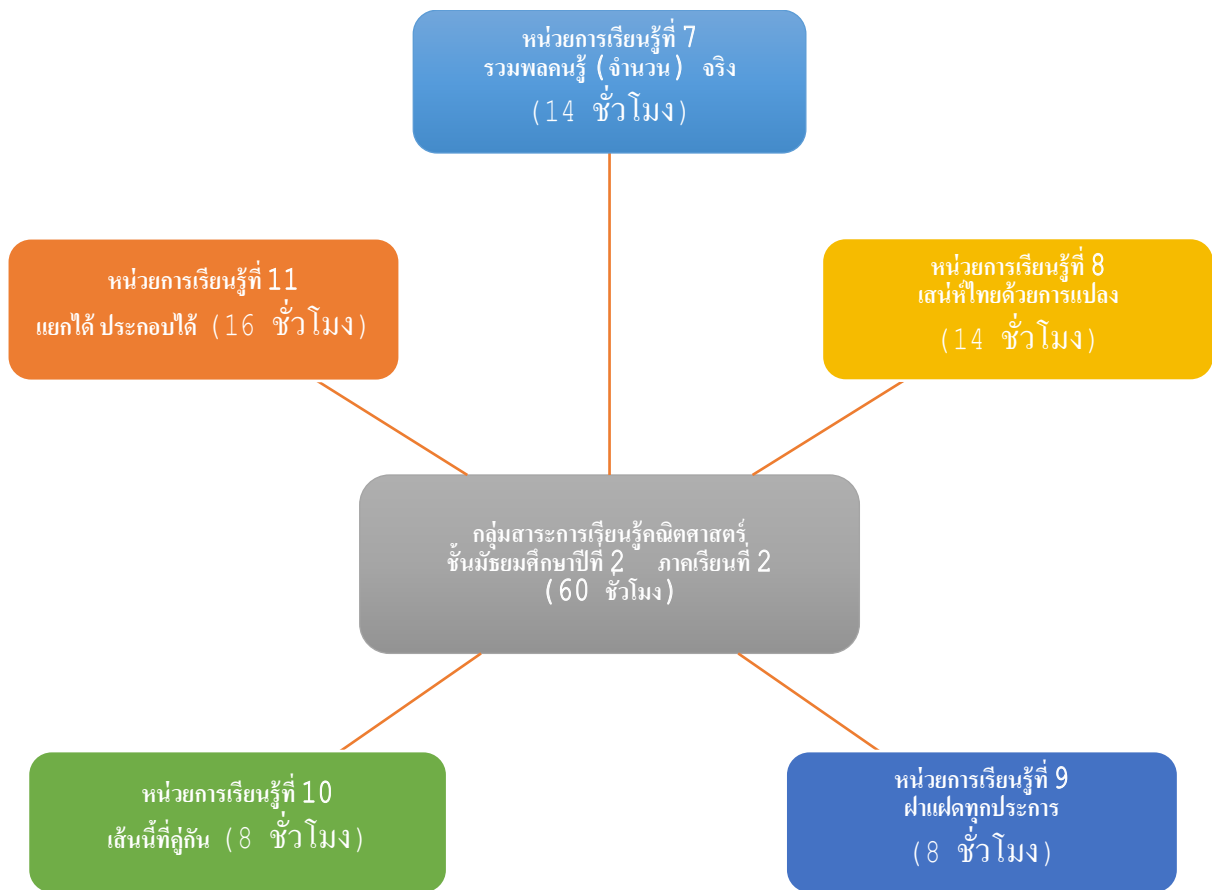 หน่วยการเรียนรู้ที่ 7
รวมพลคนรู้ (จำนวน) จริง
(14 ชั่วโมง)
หน่วยการเรียนรู้ที่ 11
แยกได้ ประกอบได้ (16 ชั่วโมง)
หน่วยการเรียนรู้ที่ 8
เสน่ห์ไทยด้วยการแปลง
(14 ชั่วโมง)
กลุ่มสาระการเรียนรู้คณิตศาสตร์
ชั้นมัธยมศึกษาปีที่ 2 ภาคเรียนที่ 2
(60 ชั่วโมง)
หน่วยการเรียนรู้ที่ 10
เส้นนี้ที่คู่กัน (8 ชั่วโมง)
หน่วยการเรียนรู้ที่ 9
ฝาแฝดทุกประการ
(8 ชั่วโมง)